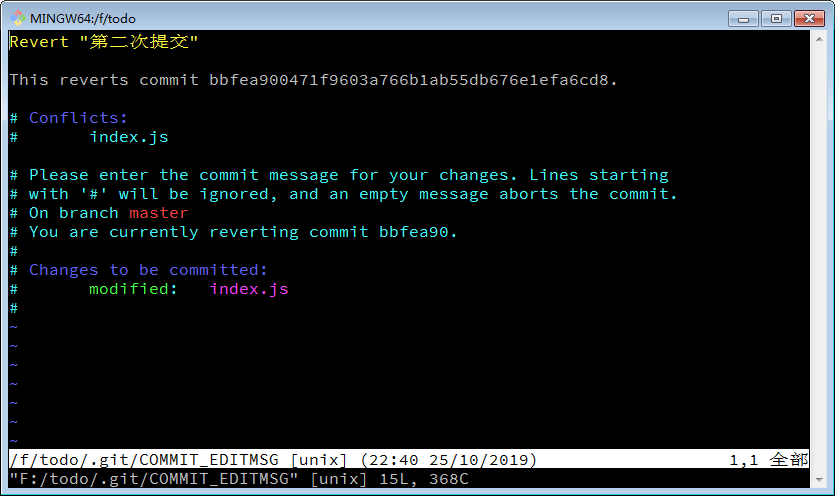 MINGW64:/f/todo
Revert "第二次提交"
This reverts commit bbfea900471f9603a766b1ab55db676e1efa6cd8.
# Conflicts:
#       index.js
# Please enter the commit message for your changes. Lines starting
# with '#' will be ignored, and an empty message aborts the commit.
# On branch master
# You are currently reverting commit bbfea90.
#
# Changes to be committed:
#       modified:   index.js
#
~
~
~
~
~
~
~
/f/todo/.git/COMMIT_EDITMSG [unix] (22:40 25/10/2019) 1,1 全部
"F:/todo/.git/COMMIT_EDITMSG" [unix] 15L, 368C